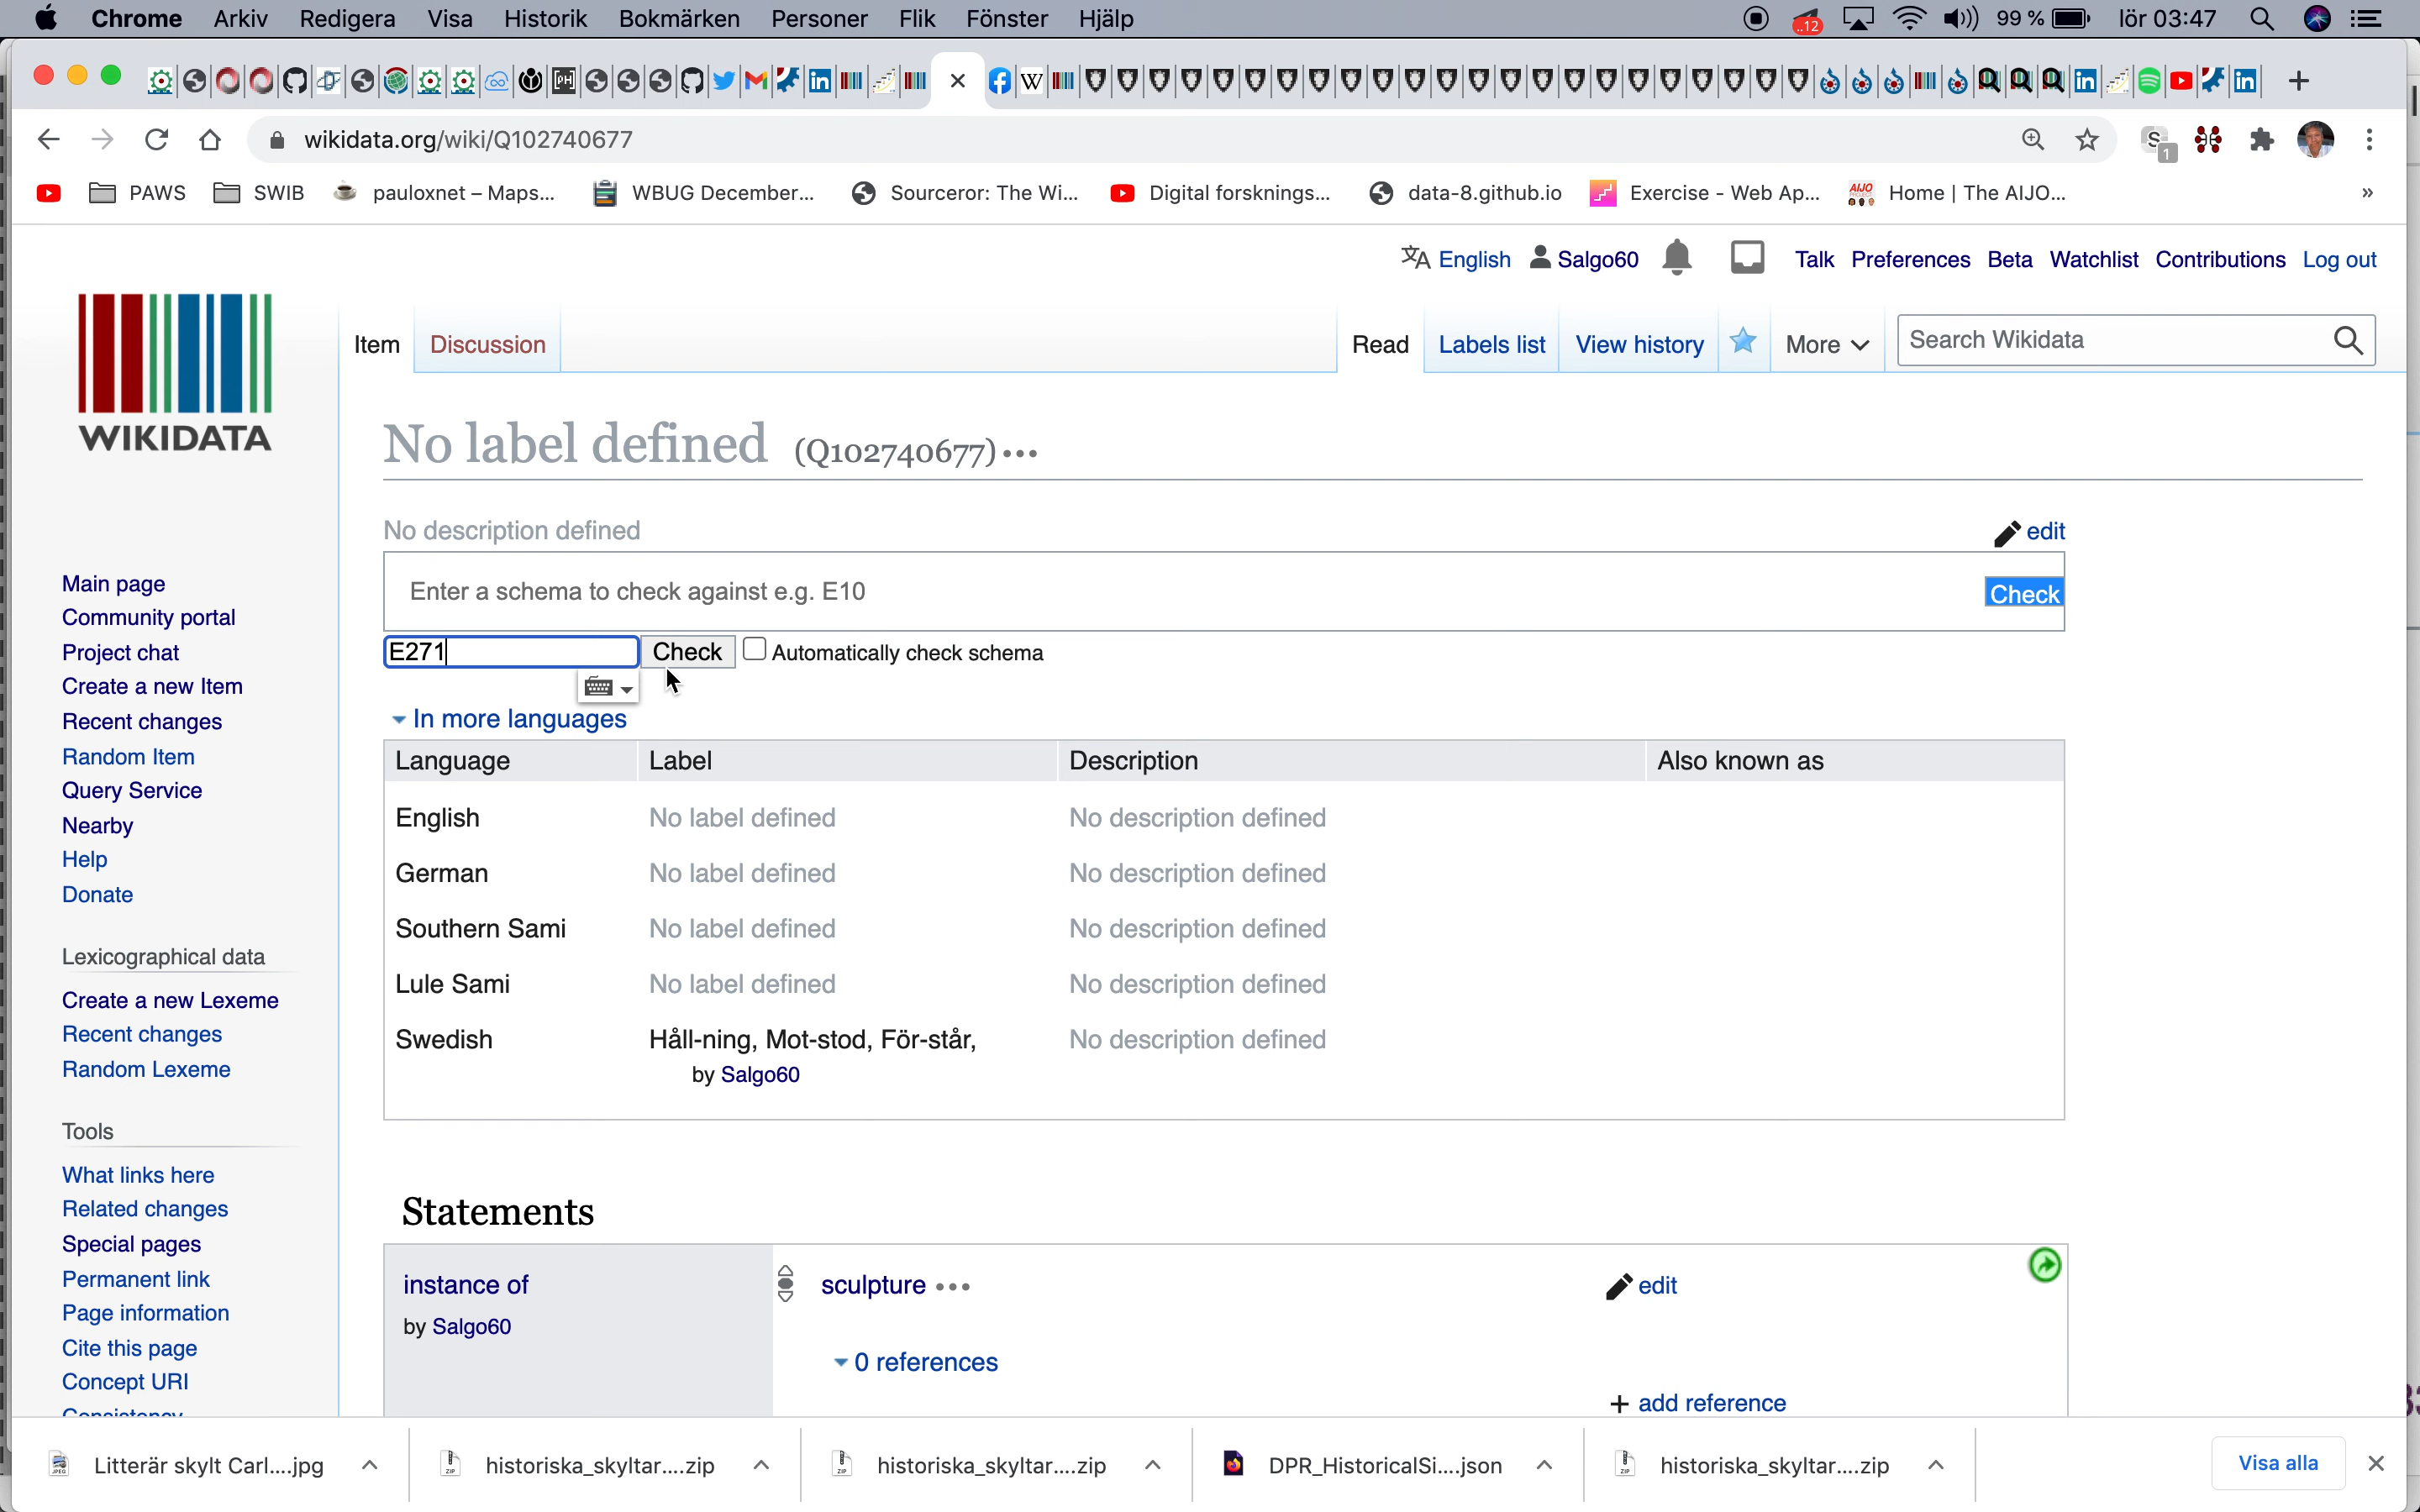 Chrome Arkiv Redigera Visa Historik Bokmärken Personer Flik Fönster Hjälp ..12 99 % lör 03:47
wikidata.org/wiki/Q102740677
PAWS SWIB pauloxnet – Maps... WBUG December... Sourceror: The Wi... Digital forsknings... data-8.github.io Exercise - Web Ap... Home | The AIJO... »
English Salgo60 Talk Preferences Beta Watchlist Contributions Log out
WIKIDATA
Item Discussion Read Labels list View history More Search Wikidata
No label defined (Q102740677)
No description defined edit
Enter a schema to check against e.g. E10 Check
E271 Check Automatically check schema
In more languages
Language Label Description Also known as
English No label defined No description defined
German No label defined No description defined
Southern Sami No label defined No description defined
Lule Sami No label defined No description defined
Swedish Håll-ning, Mot-stod, För-står, No description defined
by Salgo60
Statements
instance of sculpture edit
by Salgo60
0 references
+ add reference
Main page
Community portal
Project chat
Create a new Item
Recent changes
Random Item
Query Service
Nearby
Help
Donate
Lexicographical data
Create a new Lexeme
Recent changes
Random Lexeme
Tools
What links here
Related changes
Special pages
Permanent link
Page information
Cite this page
Concept URI
Litterär skylt Carl....jpg historiska_skyltar....zip historiska_skyltar....zip DPR_HistoricalSi....json historiska_skyltar....zip Visa alla